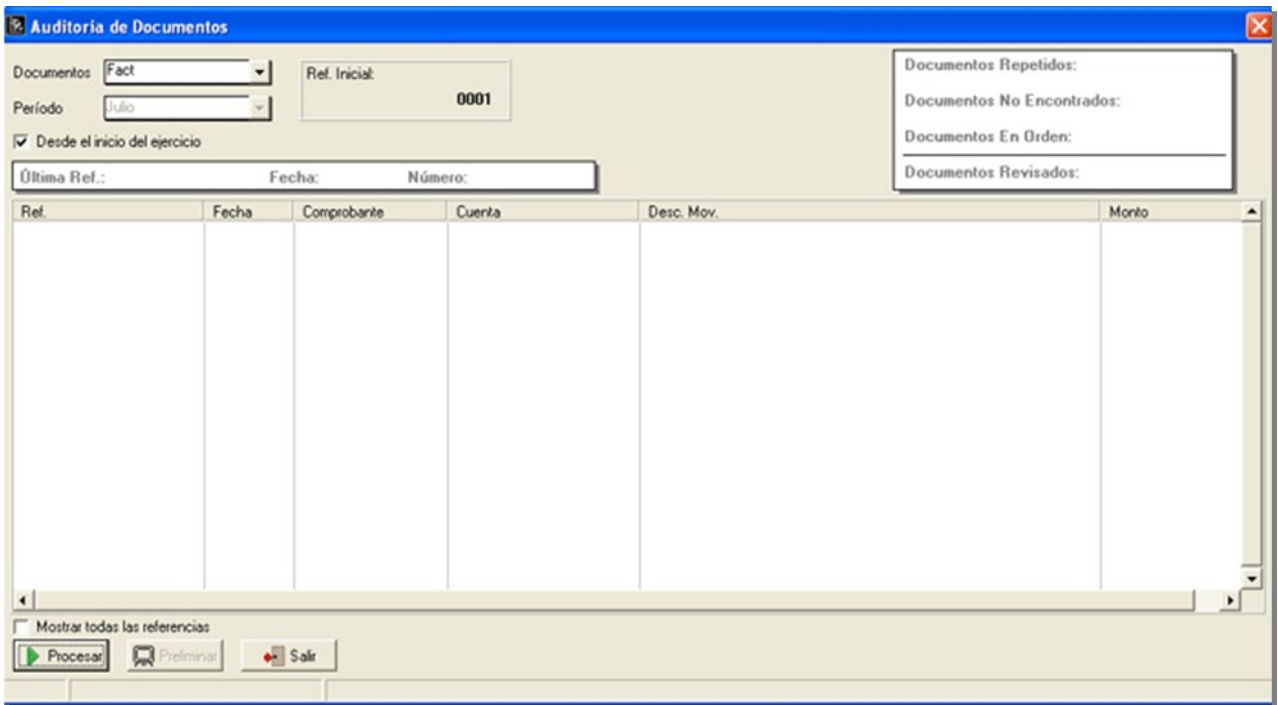 Auditoría de Documentos
Documentos Fact
Ref. Inicial:
0001
Período Julio
Desde el inicio del ejercicio
Documentos Repetidos:
Documentos No Encontrados:
Documentos En Orden:
Documentos Revisados:
Última Ref.: Fecha: Número:
Ref. Fecha Comprobante Cuenta Desc. Mov. Monto
Mostrar todas las referencias
Procesar Preliminar Salir